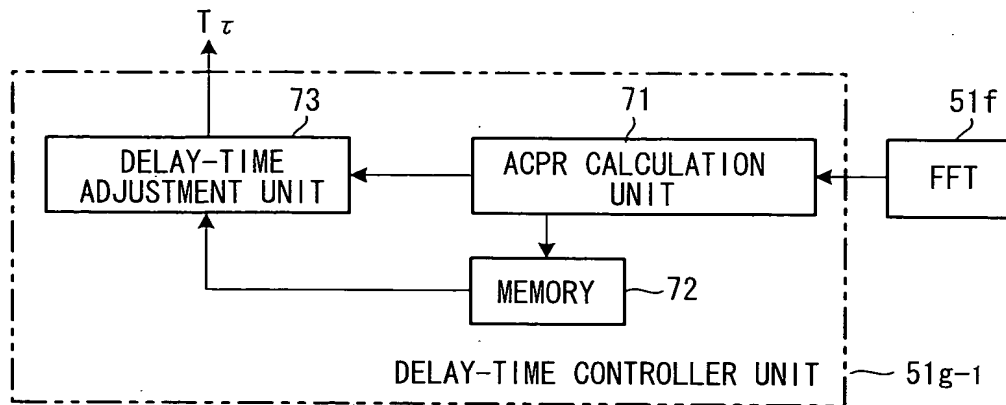 Tτ
73
71
51f
DELAY-TIME
ADJUSTMENT UNIT
ACPR CALCULATION
UNIT
FFT
MEMORY
72
DELAY-TIME CONTROLLER UNIT
51g-1